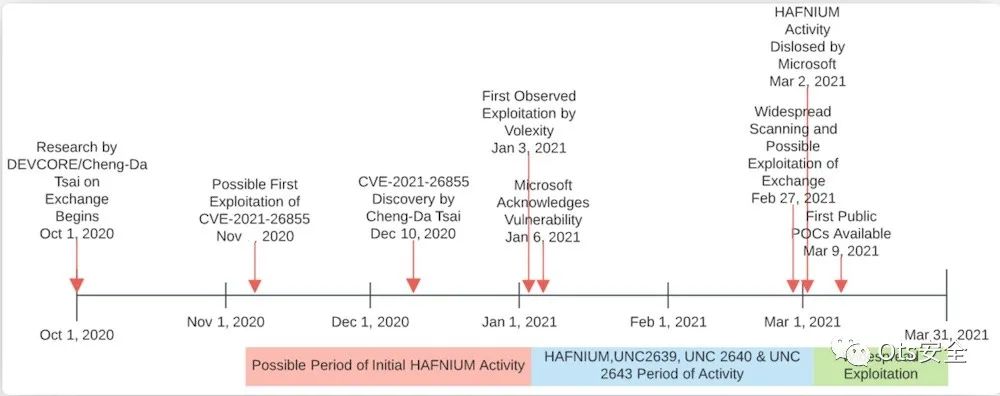 HAFNIUM
Activity
Dislosed by
Microsoft
Mar 2, 2021
First Observed
Exploitation by
Volexity
Jan 3, 2021
Widespread
Scanning and
Possible
Exploitation of
Exchange
Feb 27, 2021
Research by
DEVCORE/Cheng-Da
Tsai on
Exchange
Begins
Oct 1, 2020
Possible First
Exploitation of
CVE-2021-26855
Nov , 2020
CVE-2021-26855
Discovery by
Cheng-Da Tsai
Dec 10, 2020
Microsoft
Acknowledges
Vulnerability
Jan 6, 2021
First Public
POCs Available
Mar 9, 2021
Oct 1, 2020
Nov 1, 2020
Dec 1, 2020
Jan 1, 2021
Feb 1, 2021
Mar 1, 2021
Mar 31, 2021
Possible Period of Initial HAFNIUM Activity
HAFNIUM,UNC2639, UNC 2640 & UNC
2643 Period of Activity
Exploitation
Ots安全